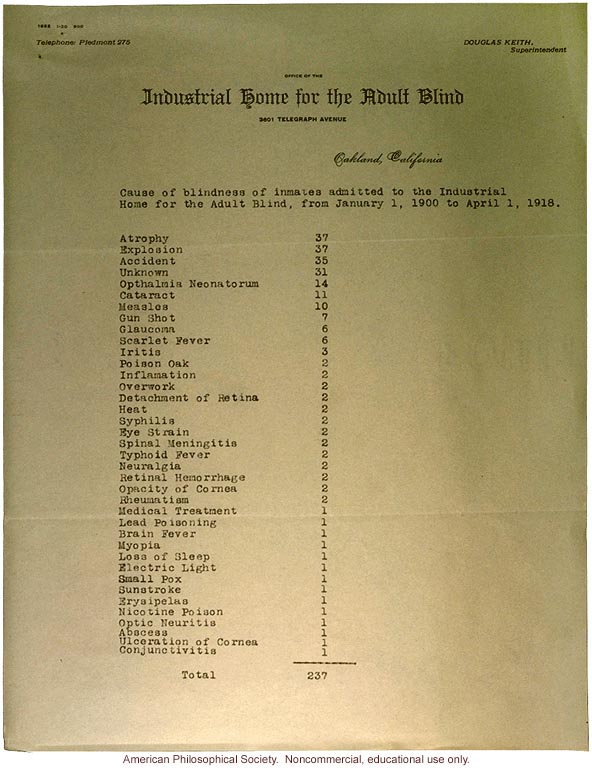 1958 1-20 500
Telephone: Piedmont 275
DOUGLAS KEITH,
Superintendent
OFFICE OF THE
Industrial Home for the Adult Blind
3601 TELEGRAPH AVENUE
Oakland, California
Cause of blindness of inmates admitted to the Industrial
Home for the Adult Blind, from January 1, 1900 to April 1, 1918.
Atrophy 37
Explosion 37
Accident 35
Unknown 31
Opthalmia Neonatorum 14
Cataract 11
Measles 10
Gun Shot 7
Glaucoma 6
Scarlet Fever 6
Iritis 3
Poison Oak 2
Inflamation 2
Overwork 2
Detachment of Retina 2
Heat 2
Syphilis 2
Eye Strain 2
Spinal Meningitis 2
Typhoid Fever 2
Neuralgia 2
Retinal Hemorrhage 2
Opacity of Cornea 2
Rheumatism 2
Medical Treatment 1
Lead Poisoning 1
Brain Fever 1
Myopia 1
Loss of Sleep 1
Electric Light 1
Small Pox 1
Sunstroke 1
Erysipelas 1
Nicotine Poison 1
Optic Neuritis 1
Abscess 1
Ulceration of Cornea 1
Conjunctivitis 1
Total 237
American Philosophical Society. Noncommercial, educational use only.